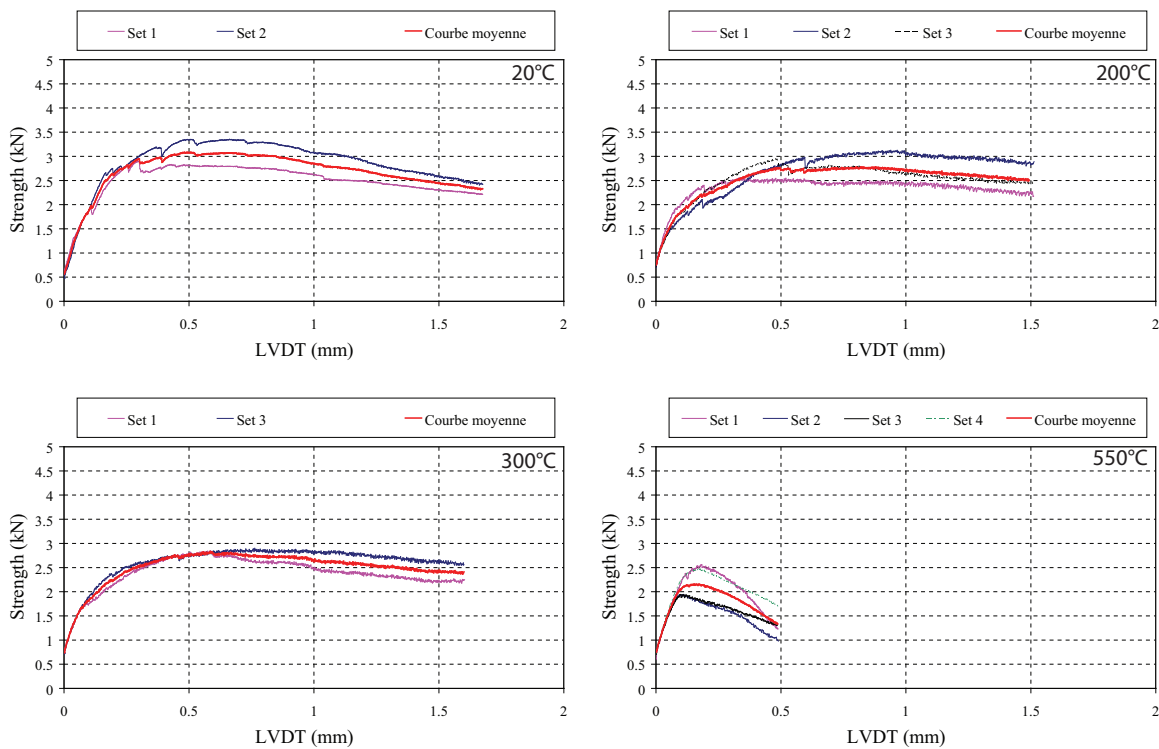 Set 1 Set 2 Courbe moyenne
20°C
5
4.5
4
3.5
3
2.5
2
1.5
1
0.5
0
Strength (kN)
0 0.5 1 1.5 2
LVDT (mm)
Set 1 Set 2 Set 3 Courbe moyenne
200°C
5
4.5
4
3.5
3
2.5
2
1.5
1
0.5
0
Strength (kN)
0 0.5 1 1.5 2
LVDT (mm)
Set 1 Set 3 Courbe moyenne
300°C
5
4.5
4
3.5
3
2.5
2
1.5
1
0.5
0
Strength (kN)
0 0.5 1 1.5 2
LVDT (mm)
Set 1 Set 2 Set 3 Set 4 Courbe moyenne
550°C
5
4.5
4
3.5
3
2.5
2
1.5
1
0.5
0
Strength (kN)
0 0.5 1 1.5 2
LVDT (mm)